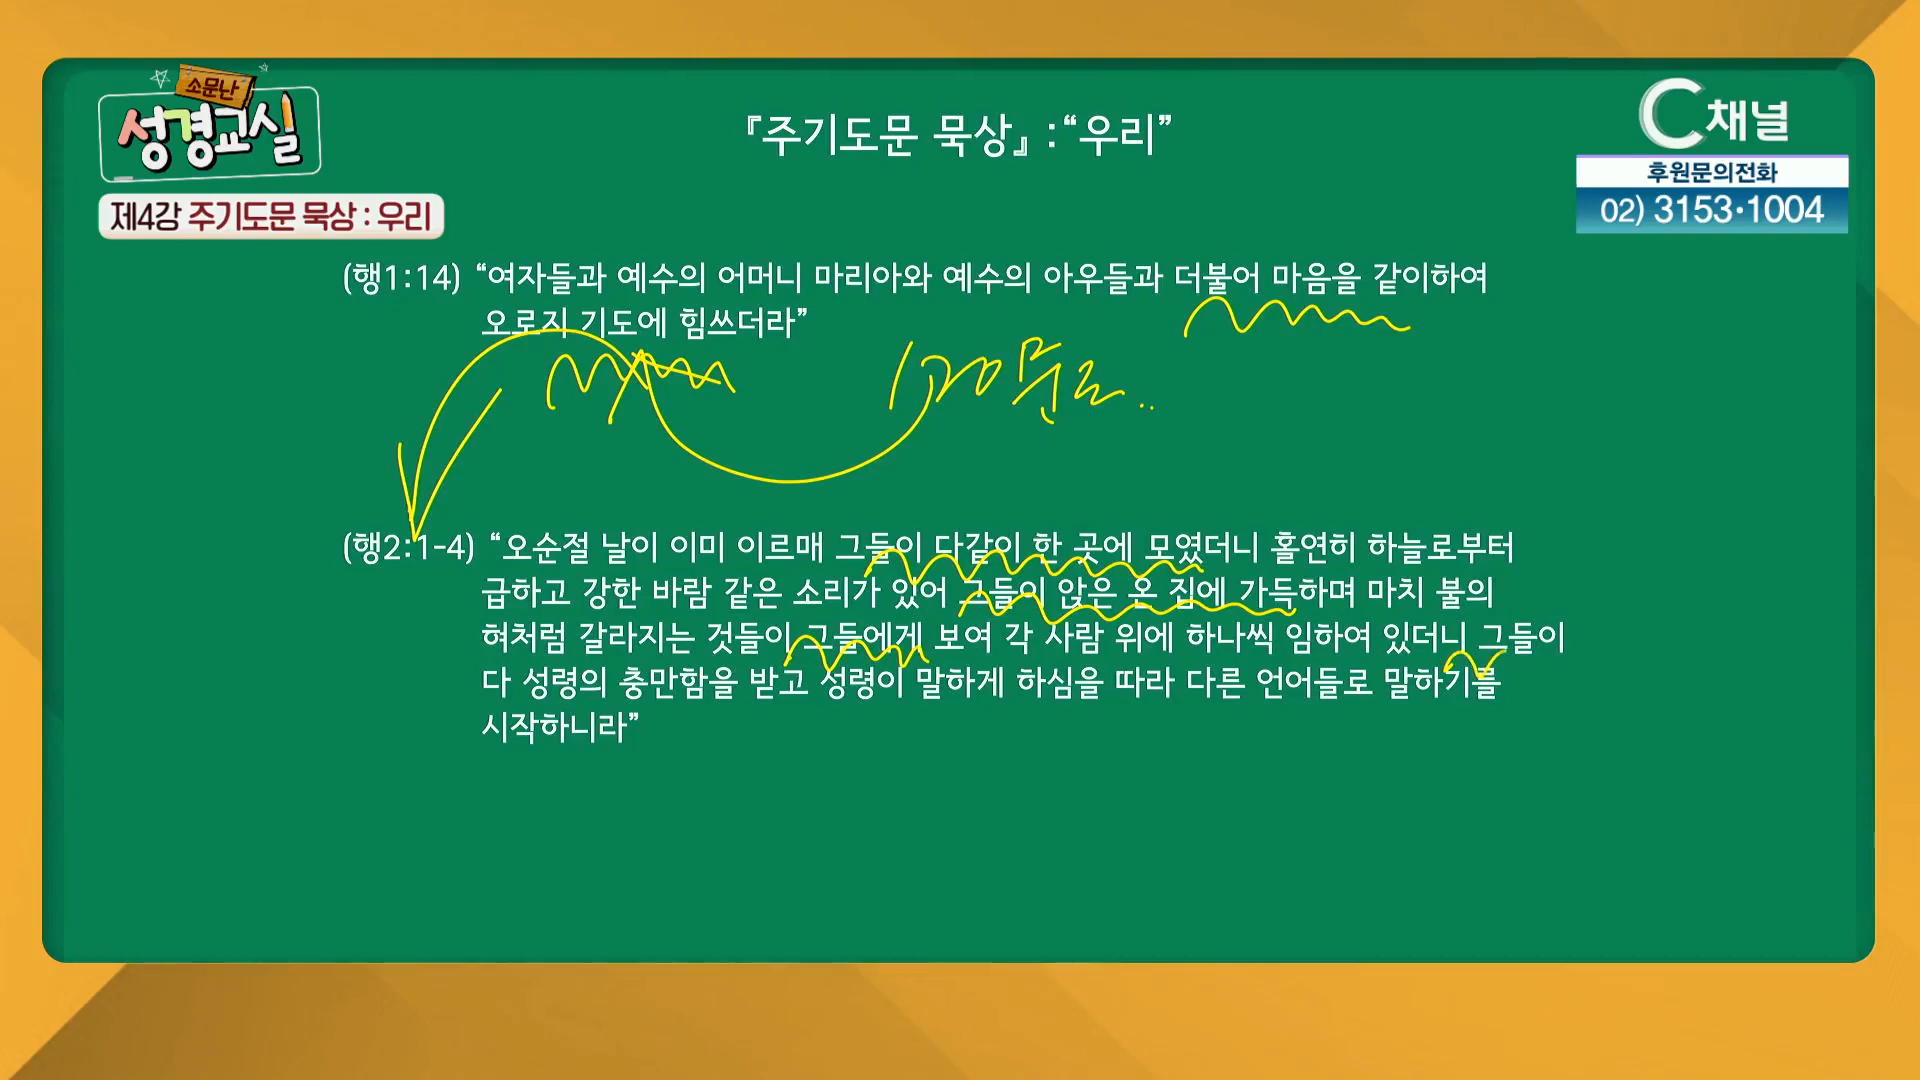 소문난
성경교실
제4강 주기도문 묵상 : 우리
『주기도문 묵상』 : “우리”
C채널
후원문의전화
02) 3153·1004
(행1:14) “여자들과 예수의 어머니 마리아와 예수의 아우들과 더불어 마음을 같이하여
오로지 기도에 힘쓰더라”
120문도..
(행2:1-4) “오순절 날이 이미 이르매 그들이 다같이 한 곳에 모였더니 홀연히 하늘로부터
급하고 강한 바람 같은 소리가 있어 그들이 앉은 온 집에 가득하며 마치 불의
혀처럼 갈라지는 것들이 그들에게 보여 각 사람 위에 하나씩 임하여 있더니 그들이
다 성령의 충만함을 받고 성령이 말하게 하심을 따라 다른 언어들로 말하기를
시작하니라”